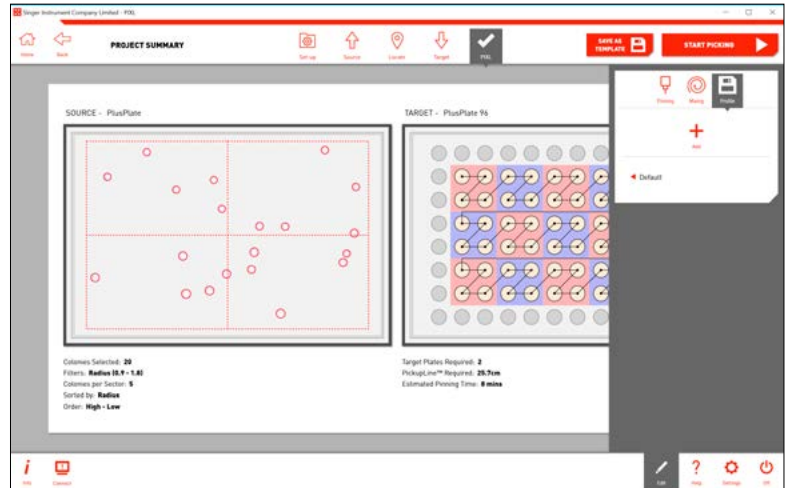 Singer Instrument Company Limited - PIXL
Home
Back
PROJECT SUMMARY
Set up
Source
Locate
Target
PIXL
SAVE AS
TEMPLATE
START PICKING
Pinning
Mixing
Profile
Add
Default
SOURCE - PlusPlate
TARGET - PlusPlate 96
Colonies Selected: 20
Filters: Radius (0.9 - 1.8)
Colonies per Sector: 5
Sorted by: Radius
Order: High - Low
Target Plates Required: 2
PickupLine™ Required: 25.7cm
Estimated Pinning Time: 8 mins
Info
Connect
Edit
Help
Settings
Off